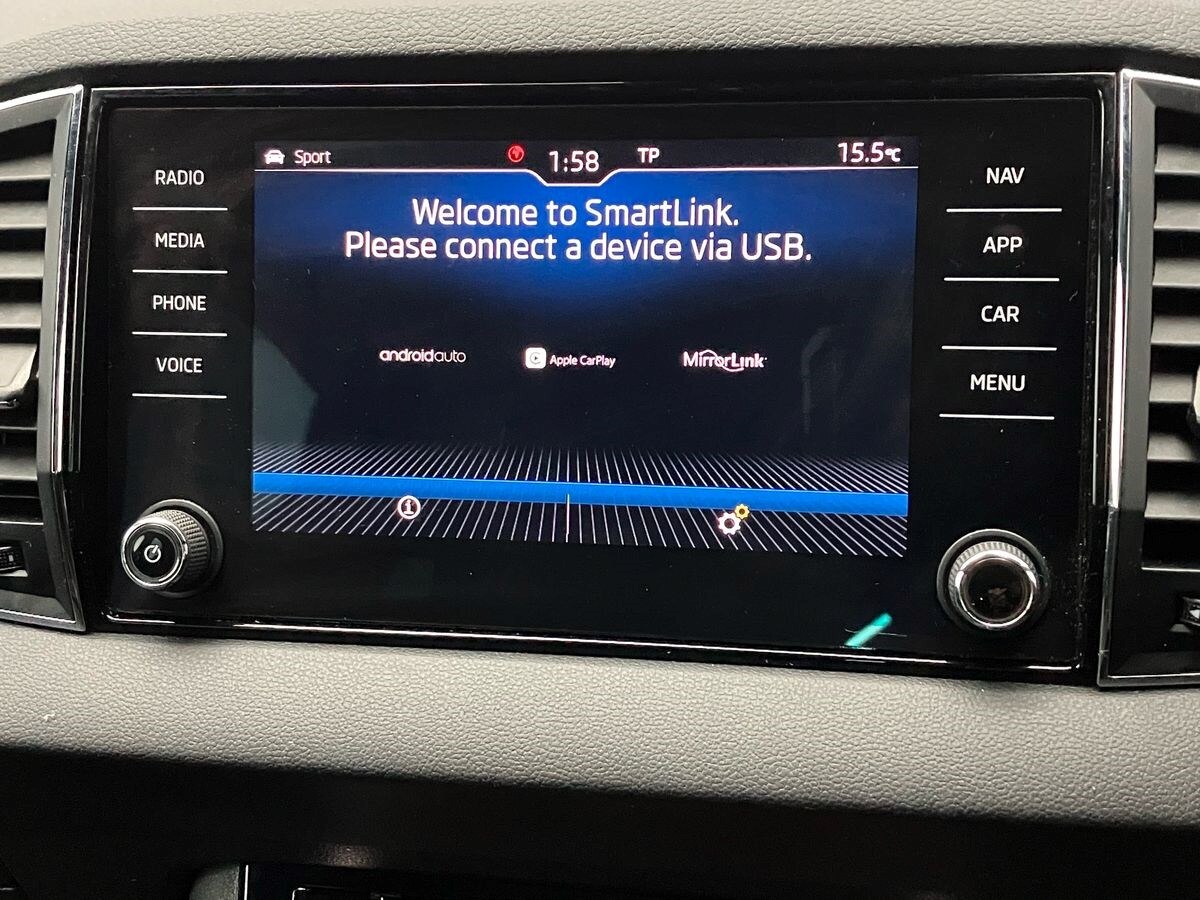 Sport
1:58
TP
15.5°C
RADIO
MEDIA
PHONE
VOICE
Welcome to SmartLink.
Please connect a device via USB.
androidauto
Apple CarPlay
MirrorLink
NAV
APP
CAR
MENU